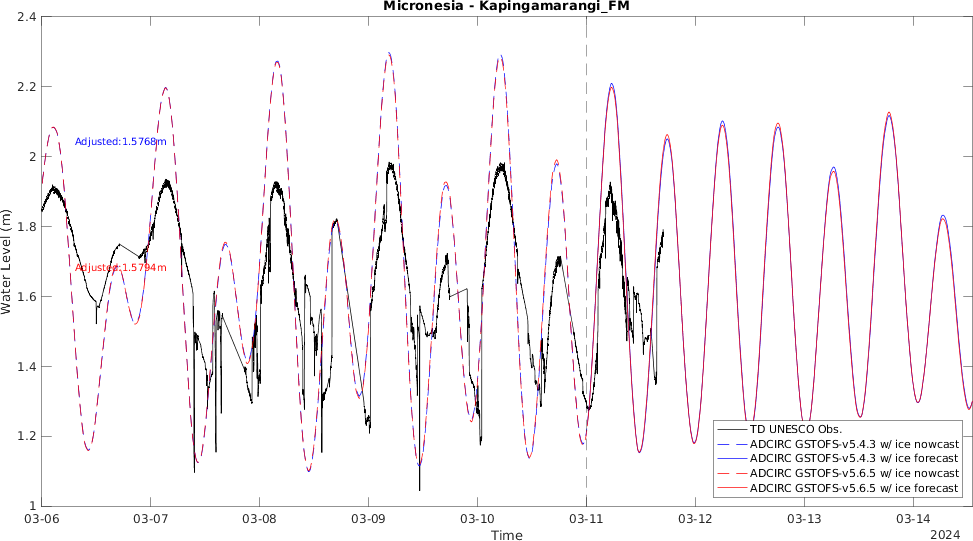 Micronesia - Kapingamarangi_FM
2.4
2.2
2
1.8
1.6
1.4
1.2
1
Water Level (m)
Adjusted:1.5768m
Adjusted:1.5794m
TD UNESCO Obs.
ADCIRC GSTOFS-v5.4.3 w/ ice nowcast
ADCIRC GSTOFS-v5.4.3 w/ ice forecast
ADCIRC GSTOFS-v5.6.5 w/ ice nowcast
ADCIRC GSTOFS-v5.6.5 w/ ice forecast
03-06 03-07 03-08 03-09 03-10 03-11 03-12 03-13 03-14
Time
2024